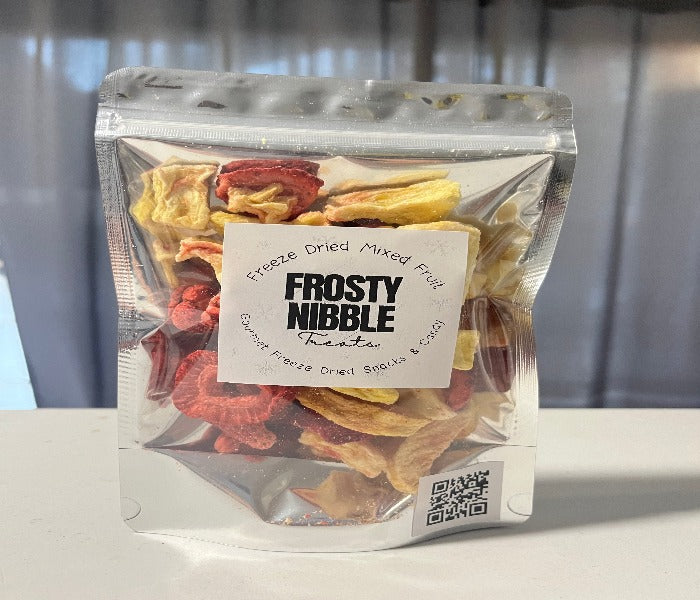 Freeze Dried Mixed Fruit
FROSTY
NIBBLE
Treats
Gourmet Freeze Dried Snacks & Candy